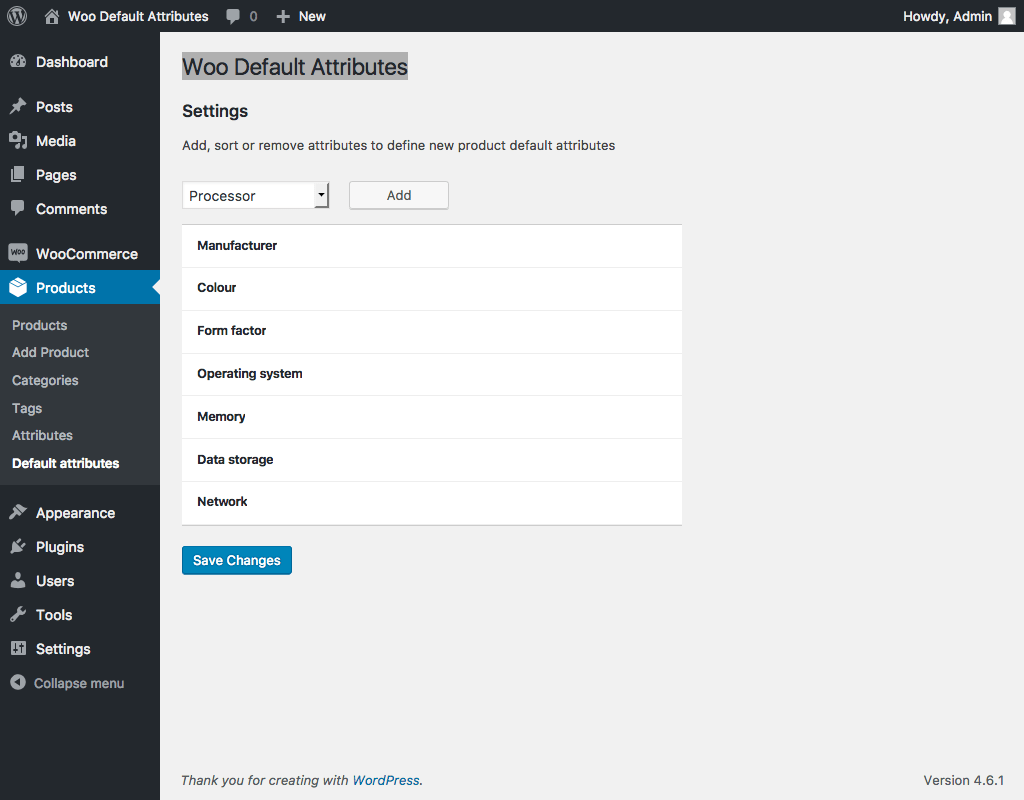 Woo Default Attributes 0 New Howdy, Admin
Dashboard
Posts
Media
Pages
Comments
Woo WooCommerce
Products
Products
Add Product
Categories
Tags
Attributes
Default attributes
Appearance
Plugins
Users
Tools
Settings
Collapse menu
Woo Default Attributes
Settings
Add, sort or remove attributes to define new product default attributes
Processor Add
Manufacturer
Colour
Form factor
Operating system
Memory
Data storage
Network
Save Changes
Thank you for creating with WordPress. Version 4.6.1